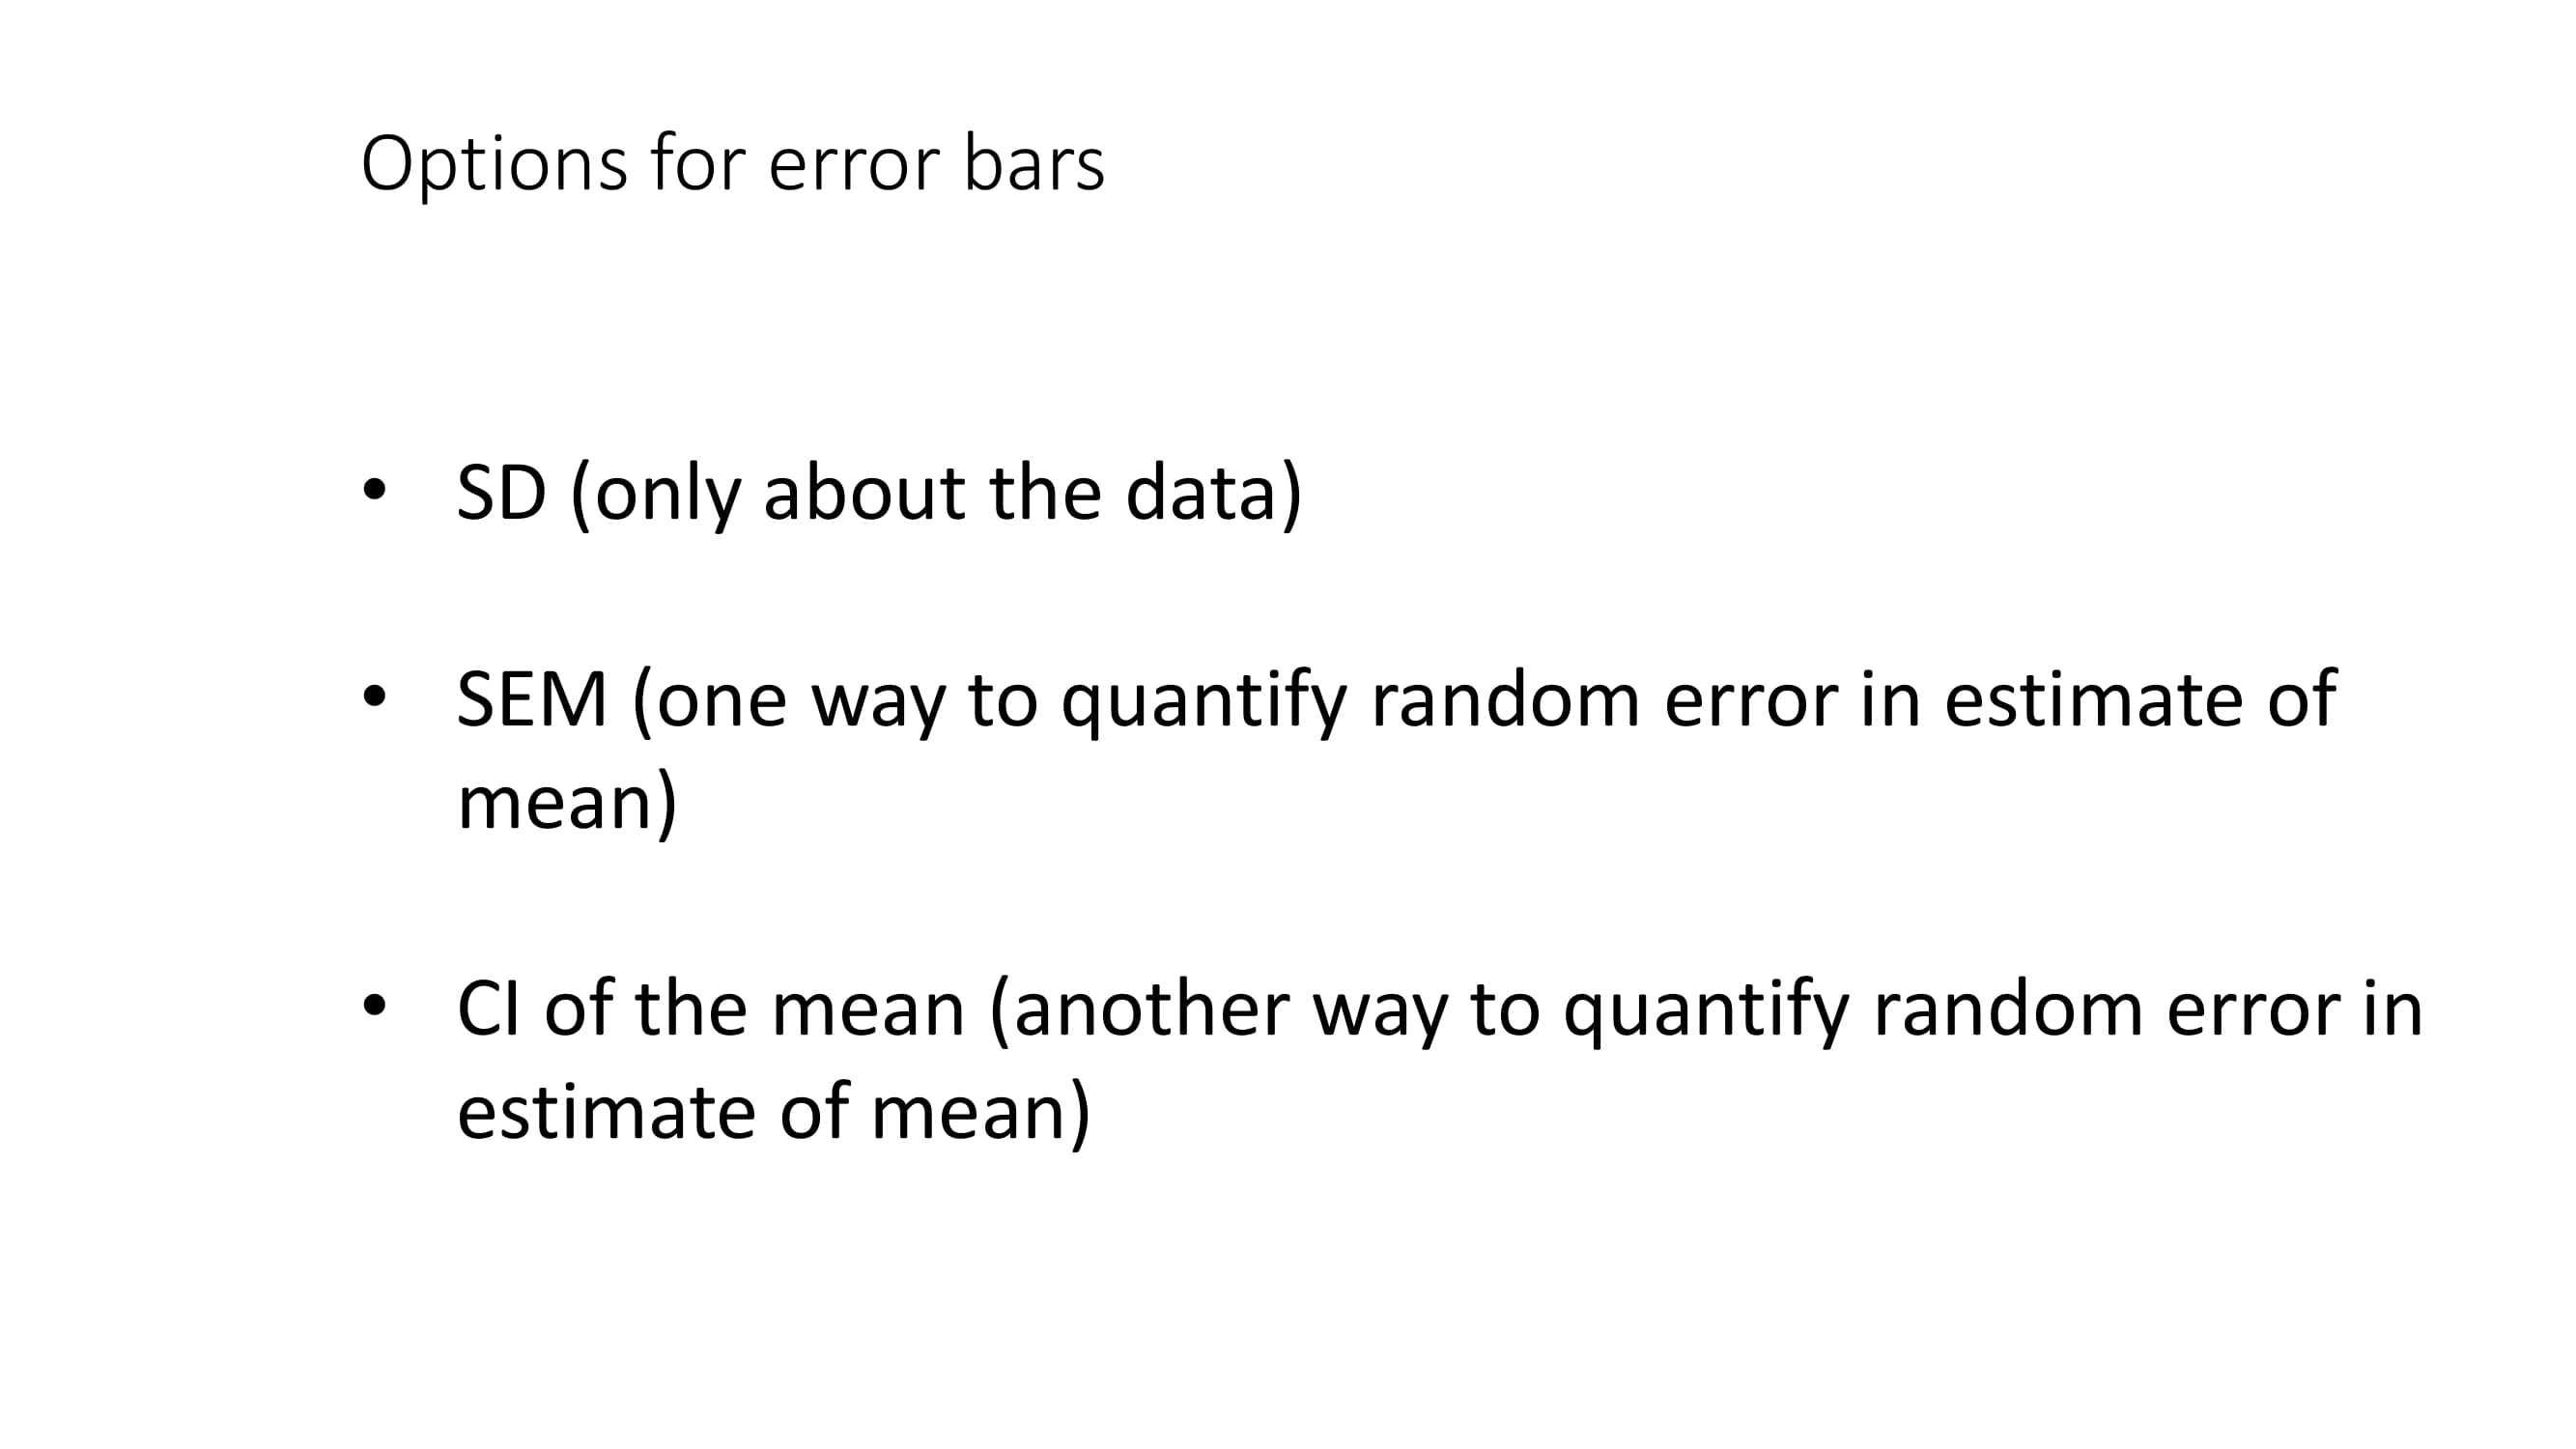 Options for error bars
• SD (only about the data)
• SEM (one way to quantify random error in estimate of
mean)
• CI of the mean (another way to quantify random error in
estimate of mean)